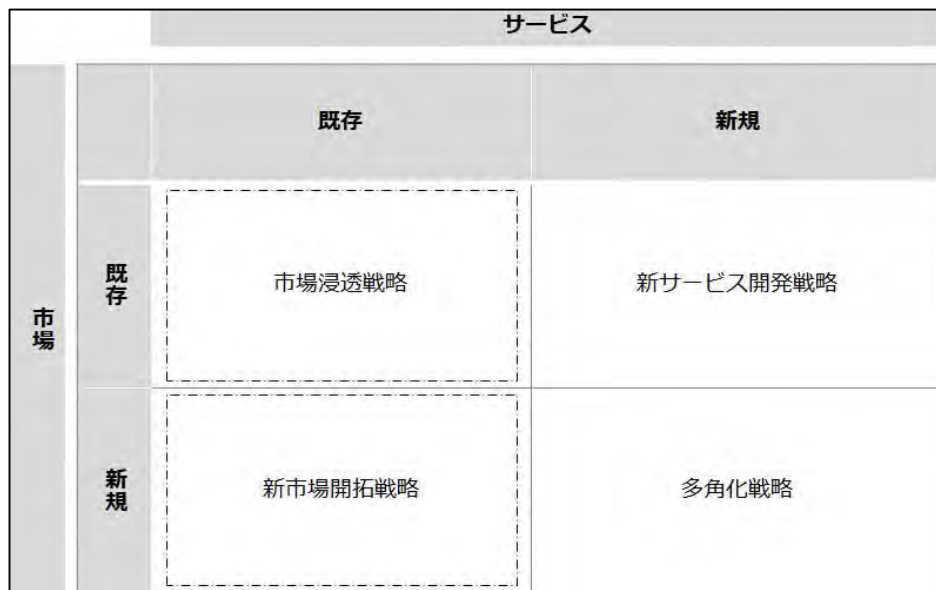 サービス
既存
新規
市場
既存
市場浸透戦略
新サービス開発戦略
新規
新市場開拓戦略
多角化戦略